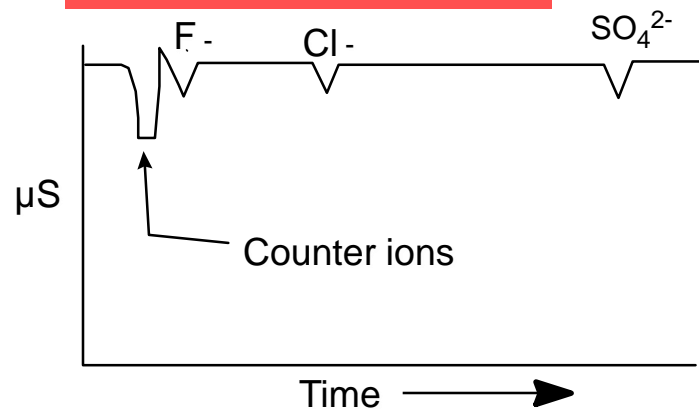 F -
Cl -
SO₄²⁻
µS
Counter ions
Time